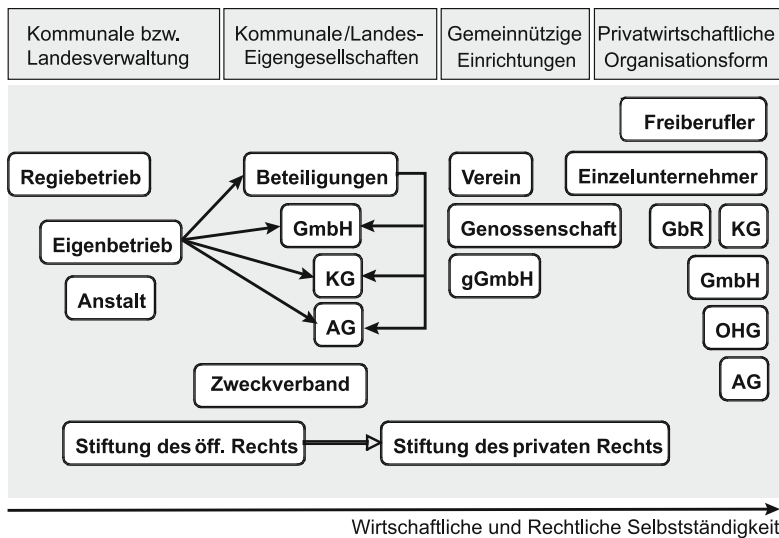 Kommunale bzw.
Landesverwaltung
Kommunale/Landes-
Eigengesellschaften
Gemeinnützige
Einrichtungen
Privatwirtschaftliche
Organisationsform
Freiberufler
Regiebetrieb
Beteiligungen
Verein
Einzelunternehmer
Eigenbetrieb
GmbH
Genossenschaft
GbR
KG
Anstalt
KG
gGmbH
GmbH
AG
OHG
Zweckverband
AG
Stiftung des öff. Rechts
Stiftung des privaten Rechts
Wirtschaftliche und Rechtliche Selbstständigkeit